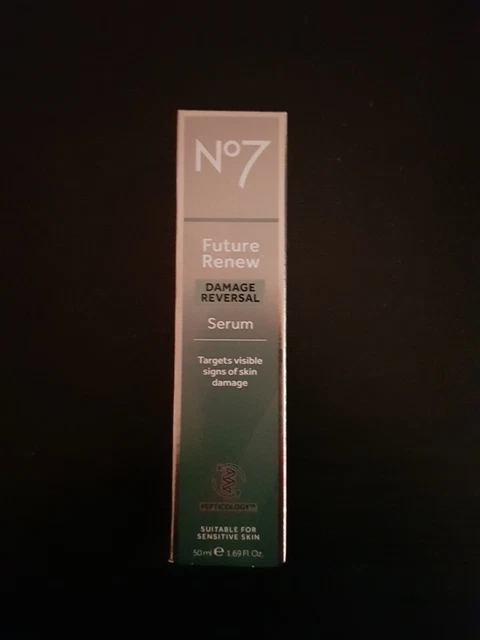 Nº7
Future
Renew
DAMAGE
REVERSAL
Serum
Targets visible
signs of skin
damage
PEPTICOLOGY™
SUITABLE FOR
SENSITIVE SKIN
50 ml ℮ 1.69 Fl. Oz.